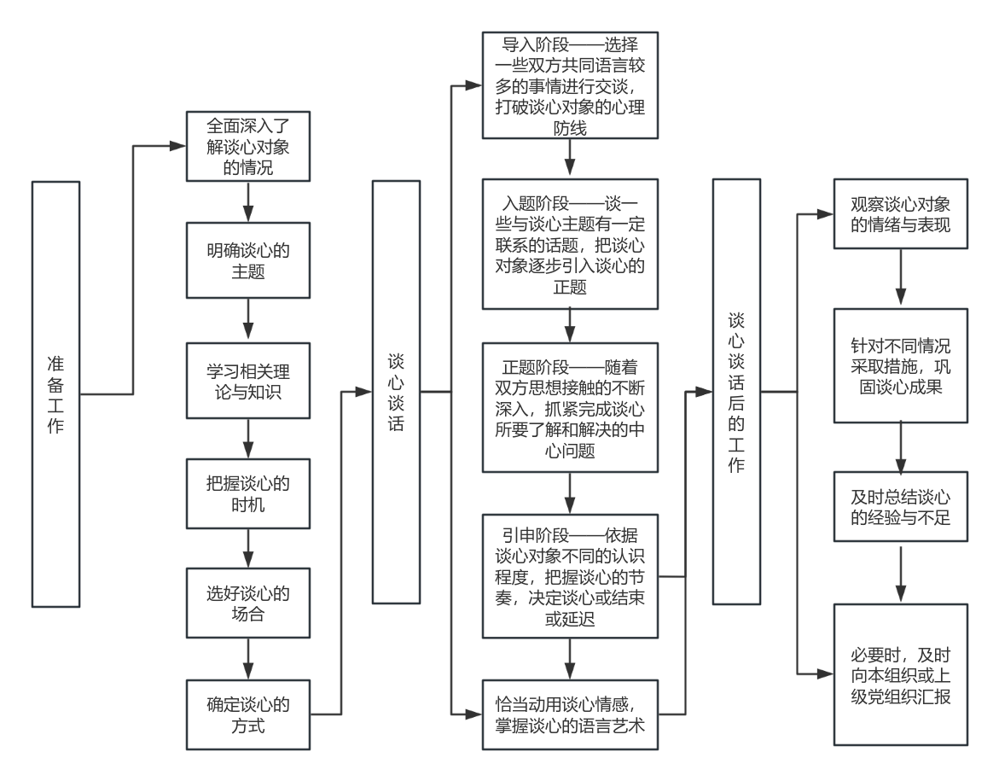 准
备
工
作
全面深入了
解谈心对象
的情况
明确谈心的
主题
学习相关理
论与知识
把握谈心的
时机
选好谈心的
场合
确定谈心的
方式
谈
心
谈
话
导入阶段——选择
一些双方共同语言较
多的事情进行交谈，
打破谈心对象的心理
防线
入题阶段——谈一
些与谈心主题有一定
联系的话题，把谈心
对象逐步引入谈心的
正题
正题阶段——随着
双方思想接触的不断
深入，抓紧完成谈心
所要了解和解决的中
心问题
引申阶段——依据
谈心对象不同的认识
程度，把握谈心的节
奏，决定谈心或结束
或延迟
恰当动用谈心情感，
掌握谈心的语言艺术
谈
心
谈
话
后
的
工
作
观察谈心对象
的情绪与表现
针对不同情况
采取措施，巩
固谈心成果
及时总结谈心
的经验与不足
必要时，及时
向本组织或上
级党组织汇报